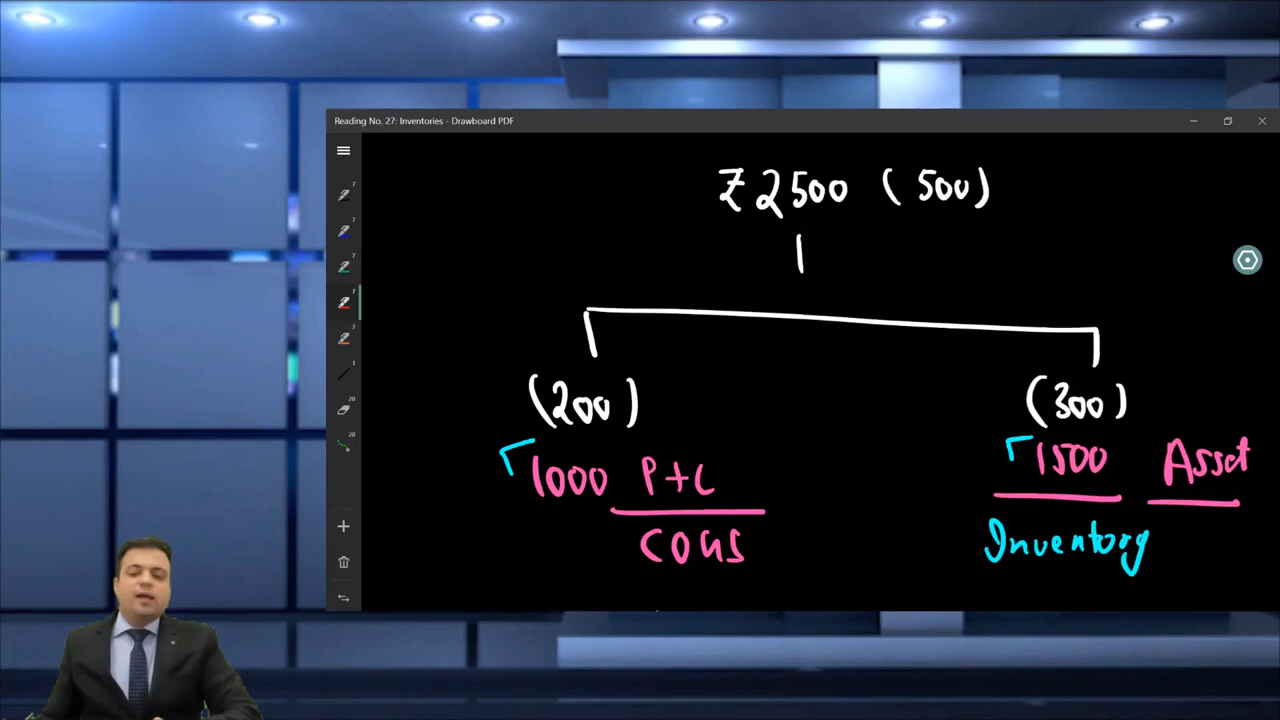 Reading No. 27: Inventories - Drawboard PDF
₹2500 (500)
(200)
(300)
1000 P+L
1500 Asset
COGS
Inventory